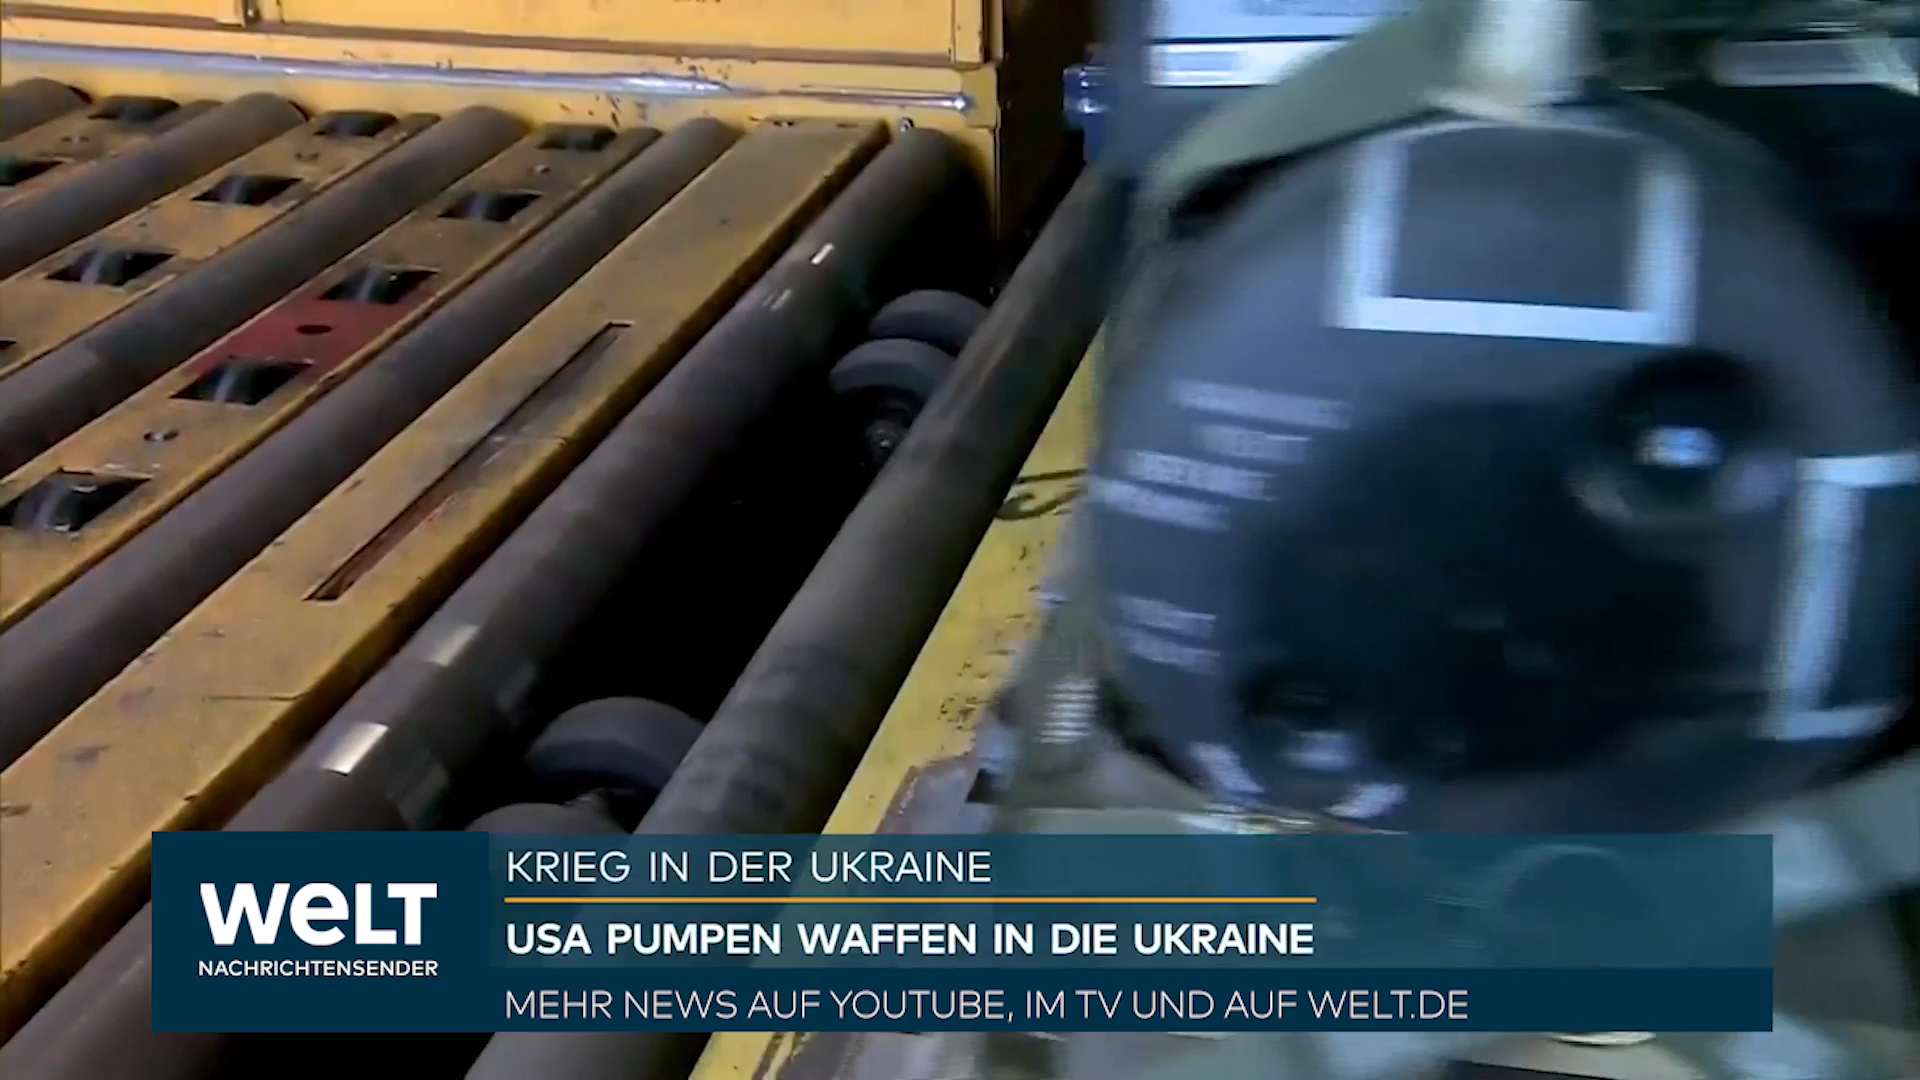 KRIEG IN DER UKRAINE
USA PUMPEN WAFFEN IN DIE UKRAINE
MEHR NEWS AUF YOUTUBE, IM TV UND AUF WELT.DE
WELT
NACHRICHTENSENDER